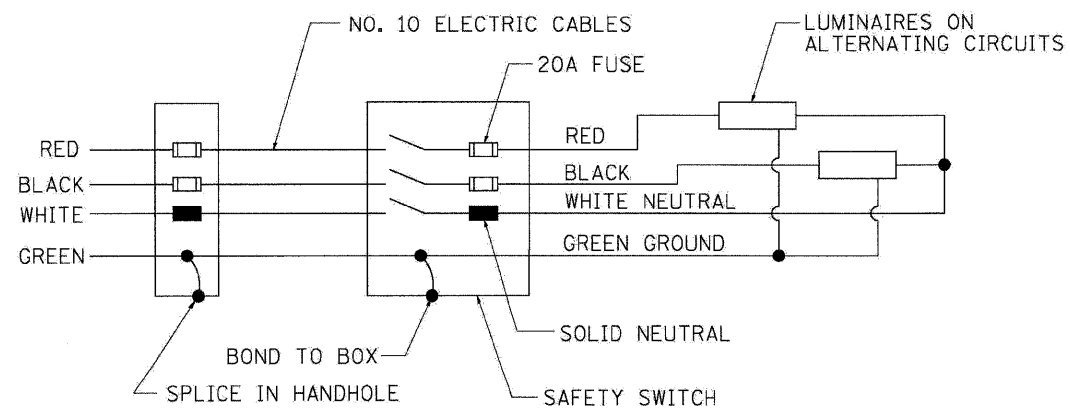 NO. 10 ELECTRIC CABLES
LUMINAIRES ON
ALTERNATING CIRCUITS
20A FUSE
RED
BLACK
WHITE
GREEN
RED
BLACK
WHITE NEUTRAL
GREEN GROUND
SOLID NEUTRAL
BOND TO BOX
SPLICE IN HANDHOLE
SAFETY SWITCH